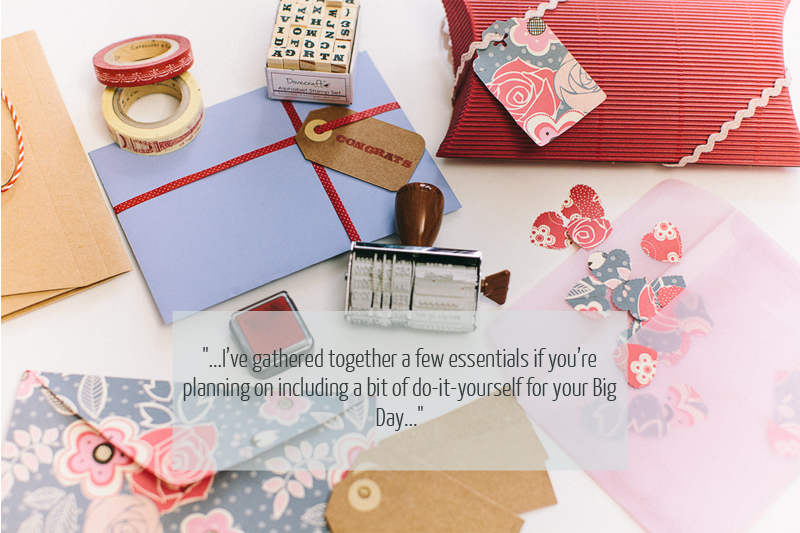 Dovecraft
Alphabet Stamp Set
CONGRATS
"...I've gathered together a few essentials if you're
planning on including a bit of do-it-yourself for your Big
Day..."